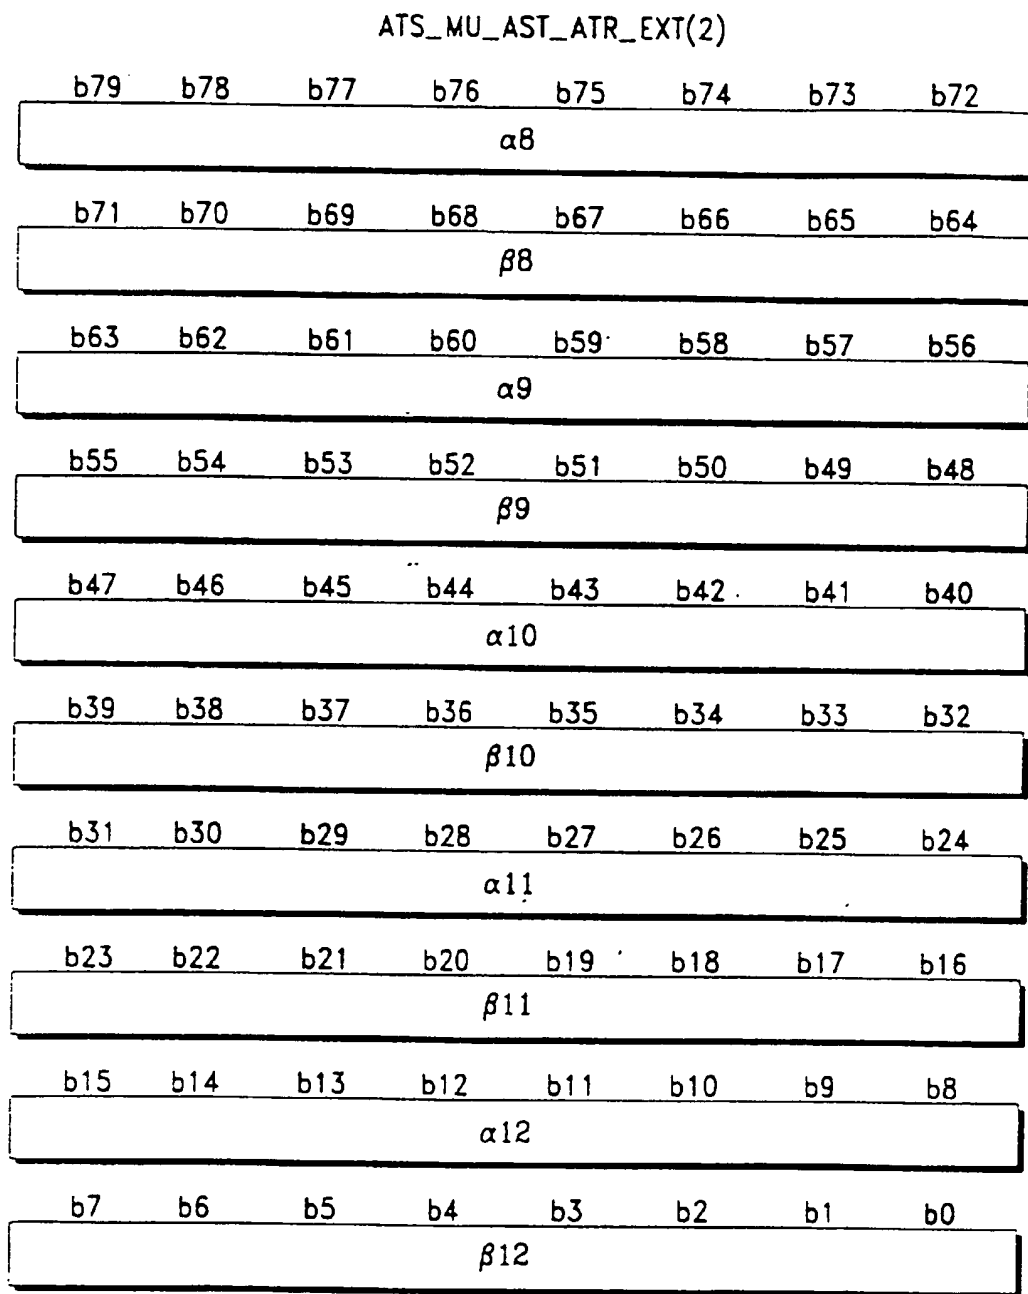 ATS_MU_AST_ATR_EXT(2)
b79 b78 b77 b76 b75 b74 b73 b72
α8
b71 b70 b69 b68 b67 b66 b65 b64
β8
b63 b62 b61 b60 b59 b58 b57 b56
α9
b55 b54 b53 b52 b51 b50 b49 b48
β9
b47 b46 b45 b44 b43 b42 b41 b40
α10
b39 b38 b37 b36 b35 b34 b33 b32
β10
b31 b30 b29 b28 b27 b26 b25 b24
α11
b23 b22 b21 b20 b19 b18 b17 b16
β11
b15 b14 b13 b12 b11 b10 b9 b8
α12
b7 b6 b5 b4 b3 b2 b1 b0
β12